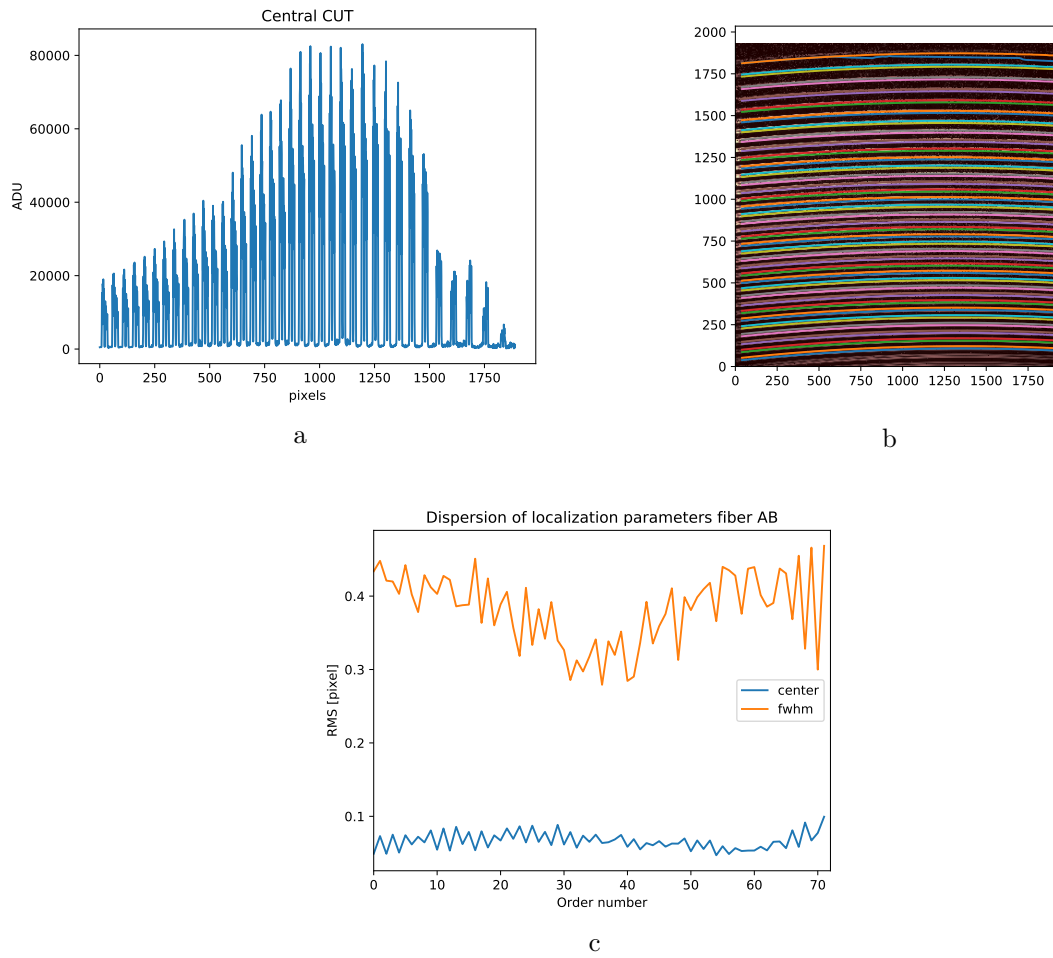 Central CUT
ADU
80000
60000
40000
20000
0
0 250 500 750 1000 1250 1500 1750
pixels
a
2000
1750
1500
1250
1000
750
500
250
0
0 250 500 750 1000 1250 1500 1750
b
Dispersion of localization parameters fiber AB
RMS [pixel]
0.4
0.3
0.2
0.1
center
fwhm
0 10 20 30 40 50 60 70
Order number
c